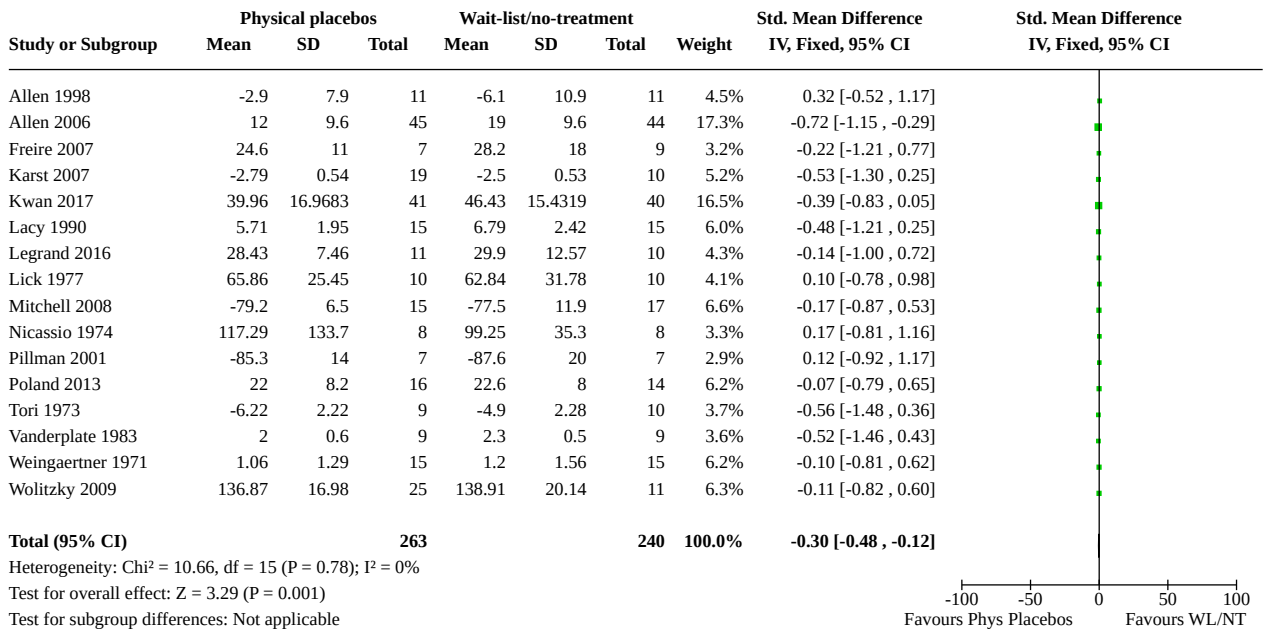 Physical placebos Wait-list/no-treatment Std. Mean Difference Std. Mean Difference
Study or Subgroup Mean SD Total Mean SD Total Weight IV, Fixed, 95% CI IV, Fixed, 95% CI
Allen 1998 -2.9 7.9 11 -6.1 10.9 11 4.5% 0.32 [-0.52 , 1.17]
Allen 2006 12 9.6 45 19 9.6 44 17.3% -0.72 [-1.15 , -0.29]
Freire 2007 24.6 11 7 28.2 18 9 3.2% -0.22 [-1.21 , 0.77]
Karst 2007 -2.79 0.54 19 -2.5 0.53 10 5.2% -0.53 [-1.30 , 0.25]
Kwan 2017 39.96 16.9683 41 46.43 15.4319 40 16.5% -0.39 [-0.83 , 0.05]
Lacy 1990 5.71 1.95 15 6.79 2.42 15 6.0% -0.48 [-1.21 , 0.25]
Legrand 2016 28.43 7.46 11 29.9 12.57 10 4.3% -0.14 [-1.00 , 0.72]
Lick 1977 65.86 25.45 10 62.84 31.78 10 4.1% 0.10 [-0.78 , 0.98]
Mitchell 2008 -79.2 6.5 15 -77.5 11.9 17 6.6% -0.17 [-0.87 , 0.53]
Nicassio 1974 117.29 133.7 8 99.25 35.3 8 3.3% 0.17 [-0.81 , 1.16]
Pillman 2001 -85.3 14 7 -87.6 20 7 2.9% 0.12 [-0.92 , 1.17]
Poland 2013 22 8.2 16 22.6 8 14 6.2% -0.07 [-0.79 , 0.65]
Tori 1973 -6.22 2.22 9 -4.9 2.28 10 3.7% -0.56 [-1.48 , 0.36]
Vanderplate 1983 2 0.6 9 2.3 0.5 9 3.6% -0.52 [-1.46 , 0.43]
Weingaertner 1971 1.06 1.29 15 1.2 1.56 15 6.2% -0.10 [-0.81 , 0.62]
Wolitzky 2009 136.87 16.98 25 138.91 20.14 11 6.3% -0.11 [-0.82 , 0.60]
Total (95% CI) 263 240 100.0% -0.30 [-0.48 , -0.12]
Heterogeneity: Chi² = 10.66, df = 15 (P = 0.78); I² = 0%
Test for overall effect: Z = 3.29 (P = 0.001)
-100 -50 0 50 100
Test for subgroup differences: Not applicable Favours Phys Placebos Favours WL/NT